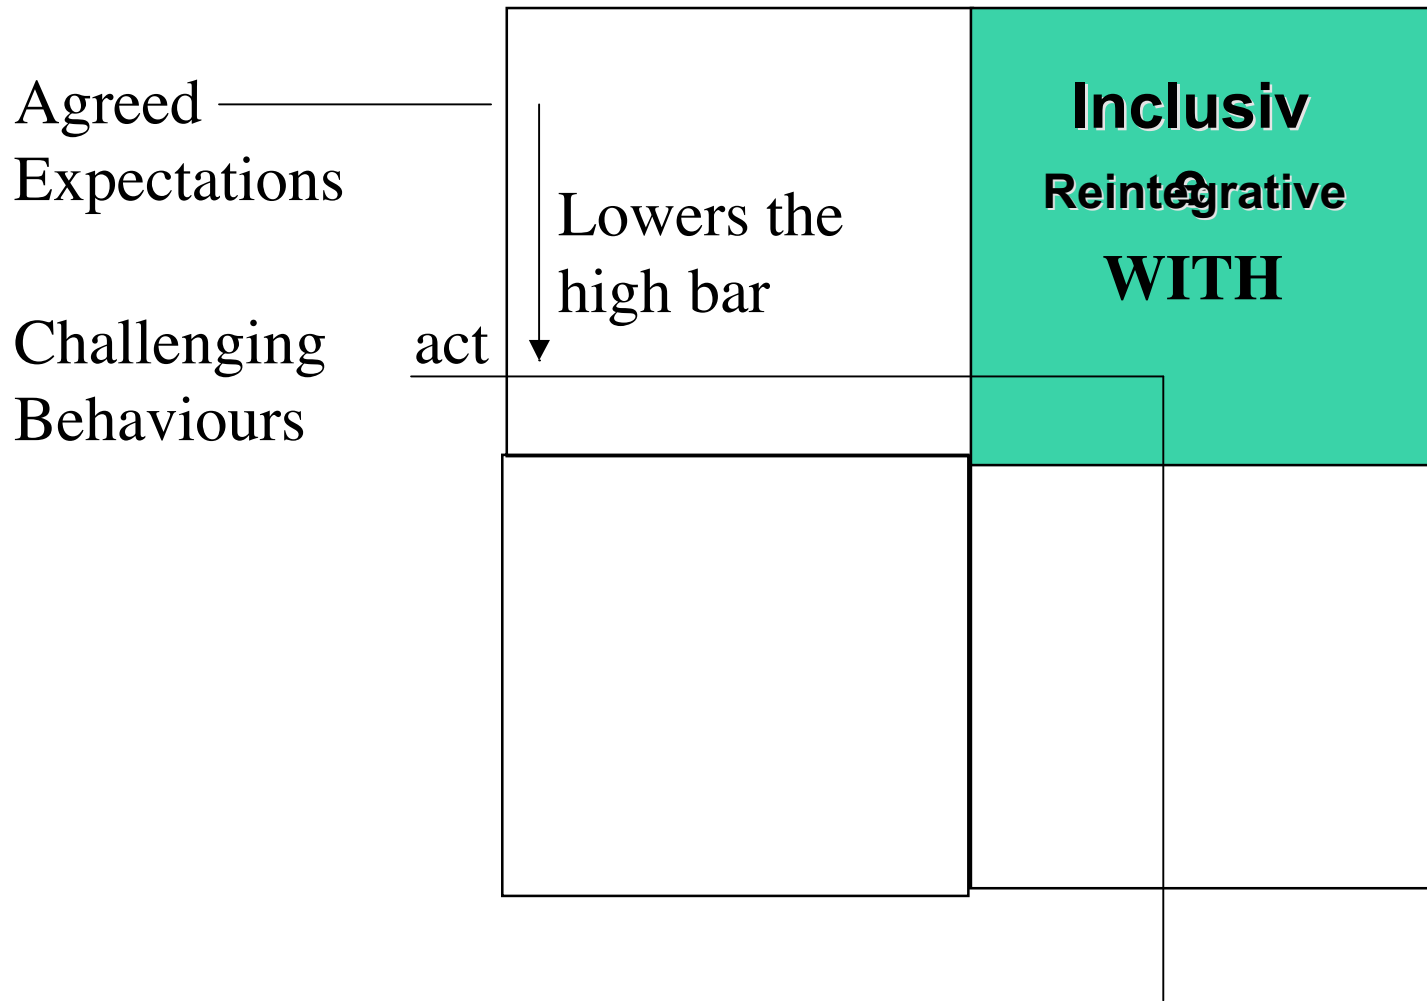 Agreed
Expectations
Lowers the
high bar
Challenging act
Behaviours
Inclusiv
e
Reintegrative
WITH